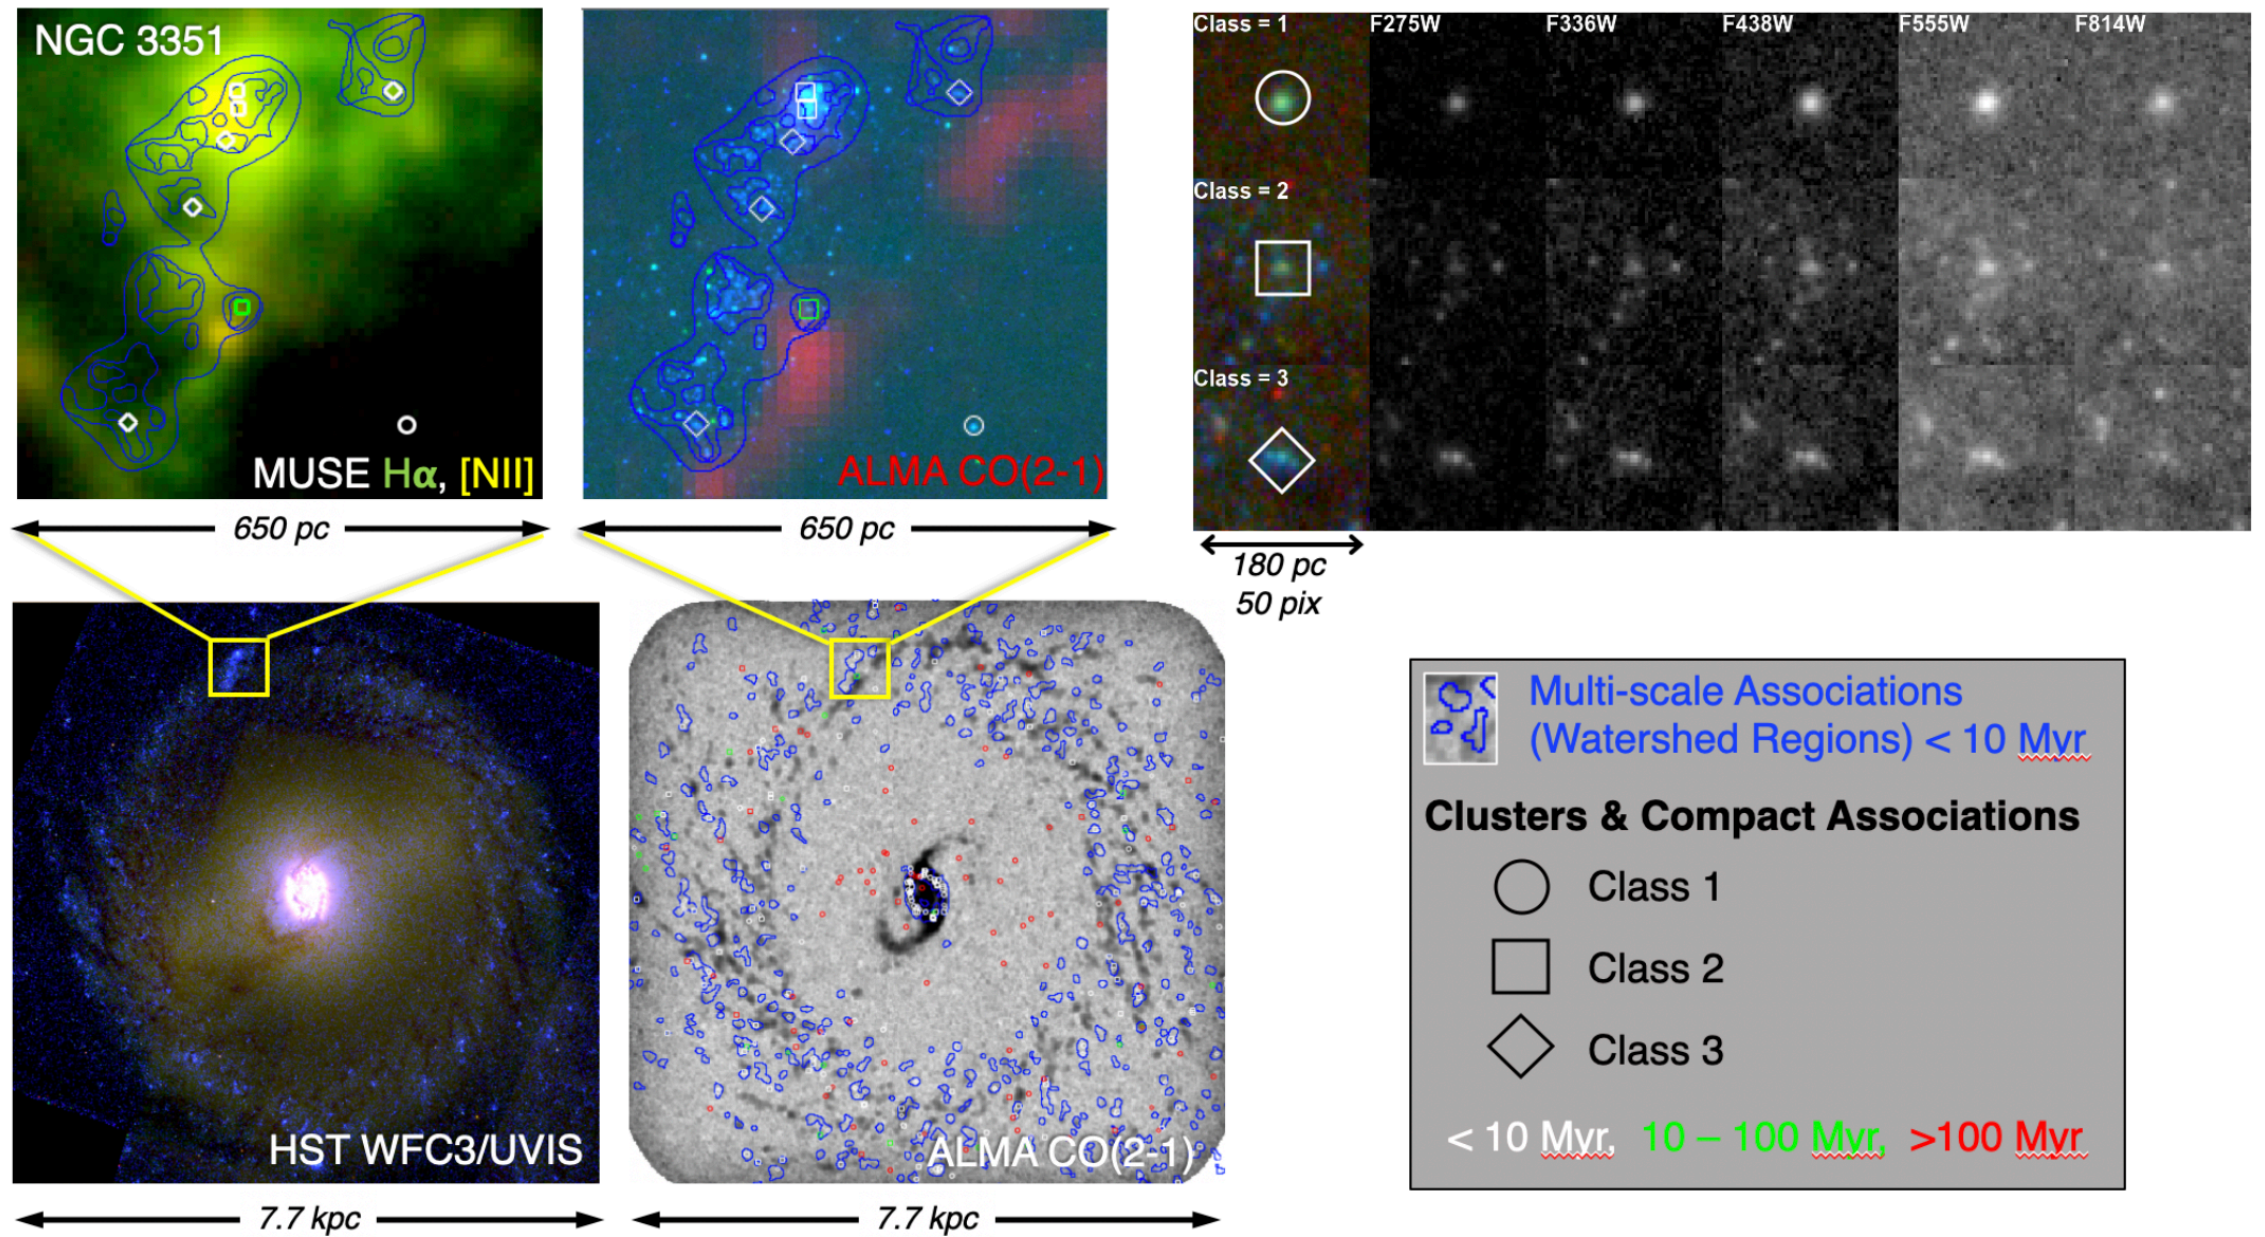 NGC 3351
MUSE Hα, [NII]
650 pc
ALMA CO(2-1)
650 pc
Class = 1
F275W
F336W
F438W
F555W
F814W
Class = 2
Class = 3
180 pc
50 pix
HST WFC3/UVIS
7.7 kpc
ALMA CO(2-1)
7.7 kpc
Multi-scale Associations
(Watershed Regions) < 10 Myr
Clusters & Compact Associations
Class 1
Class 2
Class 3
< 10 Myr, 10 – 100 Myr, >100 Myr